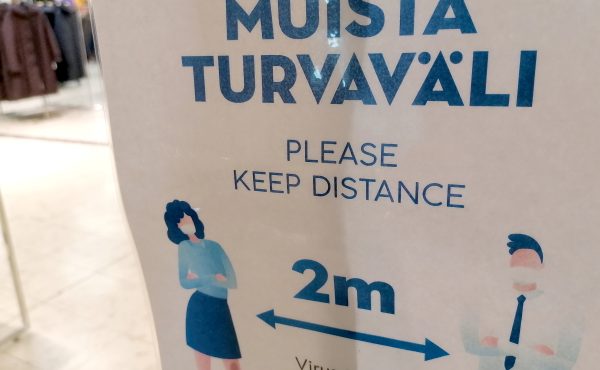 MUISTA
TURVAVÄLI
PLEASE
KEEP DISTANCE
2m